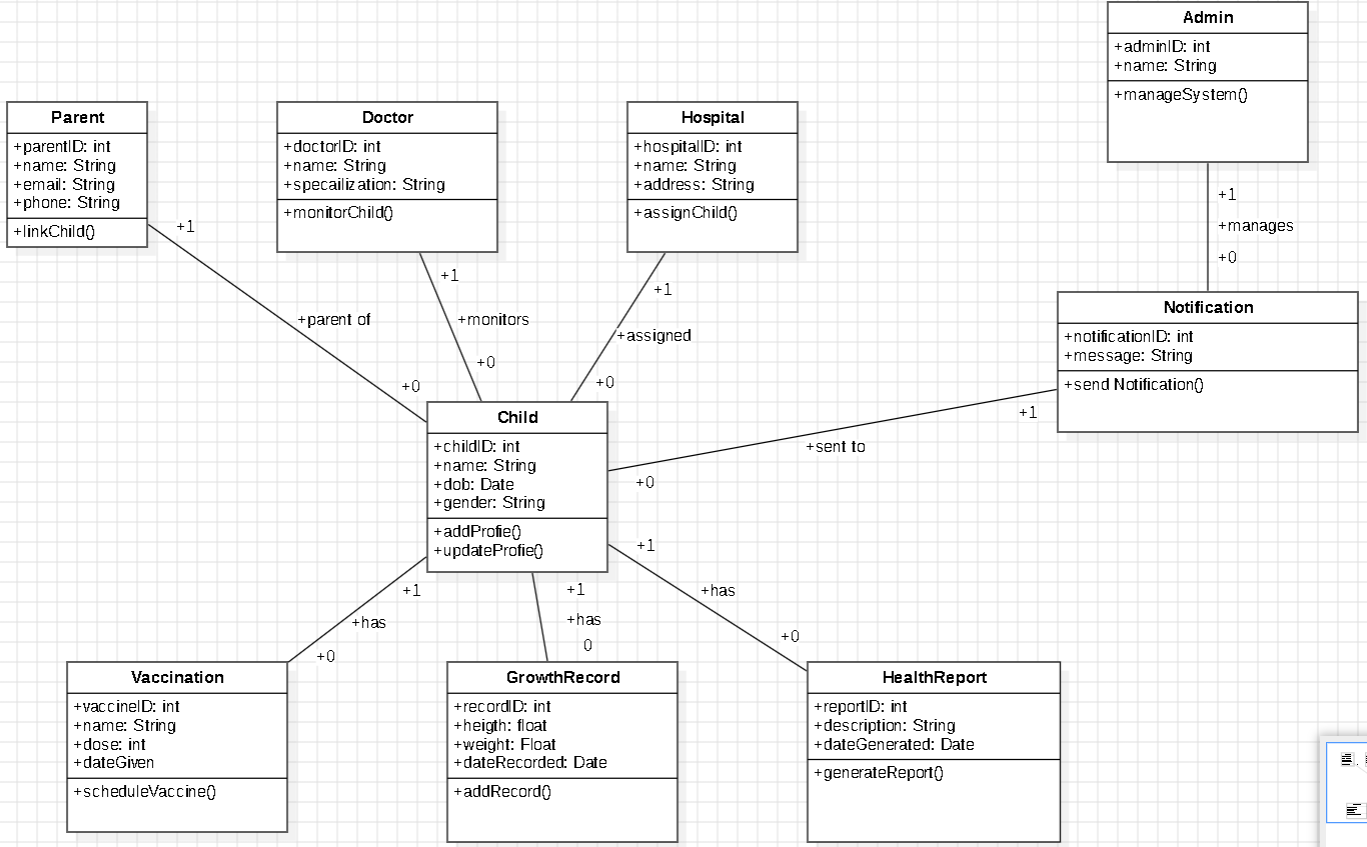 Admin
+adminID: int
+name: String
+manageSystem()
Parent
+parentID: int
+name: String
+email: String
+phone: String
+linkChild()
Doctor
+doctorID: int
+name: String
+specailization: String
+monitorChild()
Hospital
+hospitalID: int
+name: String
+address: String
+assignChild()
+1
+manages
+0
+1
+parent of
+0
+1
+monitors
+0
+1
+assigned
+0
Notification
+notificationID: int
+message: String
+send Notification()
+1
+sent to
+0
Child
+childID: int
+name: String
+dob: Date
+gender: String
+addProfie()
+updateProfie()
+1
+has
+0
+1
+has
0
+1
+has
+0
Vaccination
+vaccineID: int
+name: String
+dose: int
+dateGiven
+scheduleVaccine()
GrowthRecord
+recordID: int
+heigth: float
+weight: Float
+dateRecorded: Date
+addRecord()
HealthReport
+reportID: int
+description: String
+dateGenerated: Date
+generateReport()